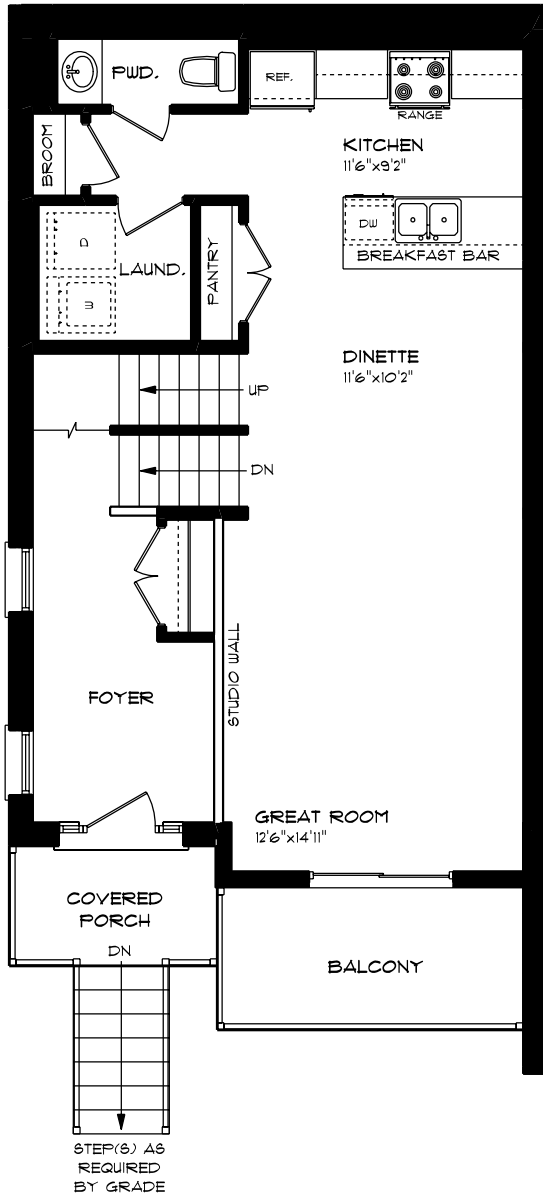 PWD.
REF.
RANGE
BROOM
KITCHEN
11'6"x9'2"
D
LAUND.
W
PANTRY
DW
BREAKFAST BAR
DINETTE
11'6"x10'2"
UP
DN
STUDIO WALL
FOYER
GREAT ROOM
12'6"x14'11"
COVERED
PORCH
DN
BALCONY
STEP(S) AS
REQUIRED
BY GRADE